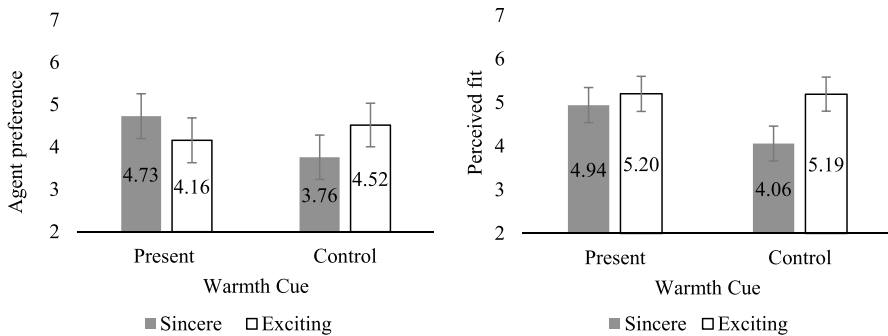 7
6
5
4
3
2
Agent preference
4.73
4.16
3.76
4.52
Present
Control
Warmth Cue
Sincere
Exciting
7
6
5
4
3
2
Perceived fit
4.94
5.20
4.06
5.19
Present
Control
Warmth Cue
Sincere
Exciting